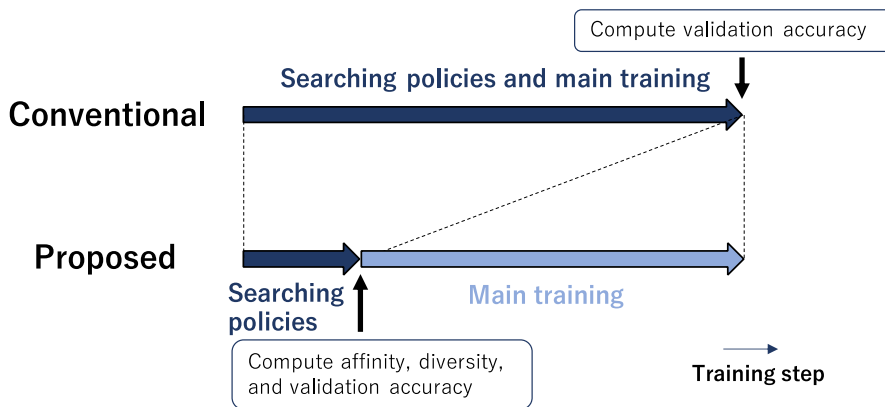 Compute validation accuracy
Searching policies and main training
Conventional
Proposed
Searching
policies
Main training
Compute affinity, diversity,
and validation accuracy
Training step